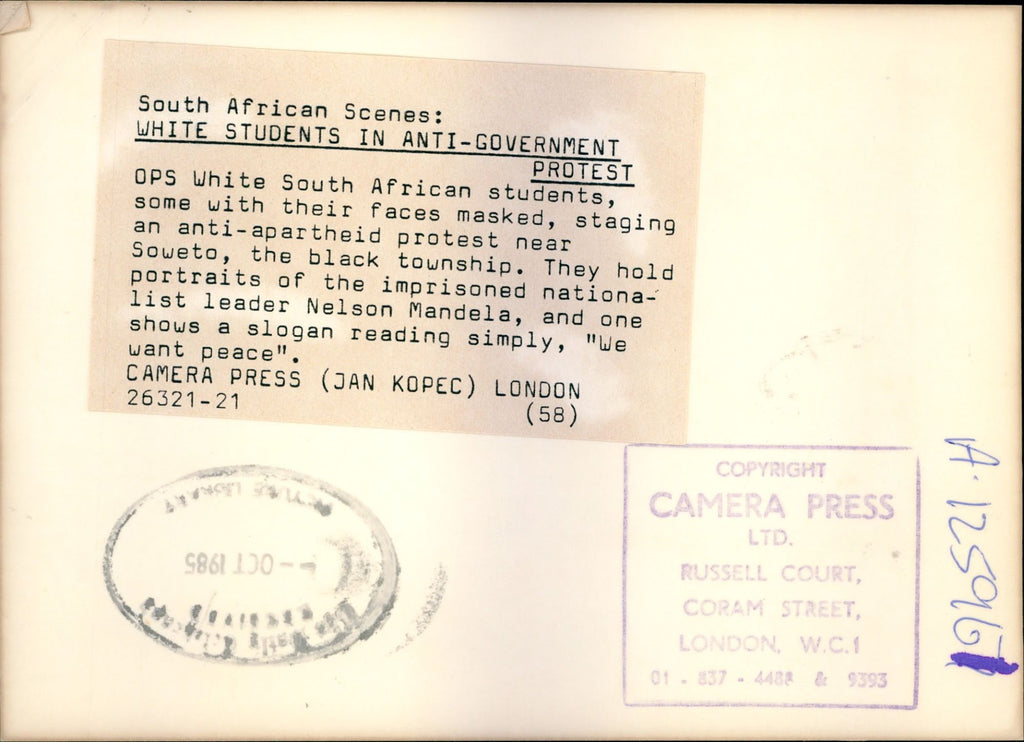 South African Scenes:
WHITE STUDENTS IN ANTI-GOVERNMENT
PROTEST
OPS White South African students,
some with their faces masked, staging
an anti-apartheid protest near
Soweto, the black township. They hold
portraits of the imprisoned nationa-
list leader Nelson Mandela, and one
shows a slogan reading simply, "We
want peace".
CAMERA PRESS (JAN KOPEC) LONDON
26321-21 (58)
OCT 1985
LIBRARY
COPYRIGHT
CAMERA PRESS
LTD.
RUSSELL COURT,
CORAM STREET,
LONDON, W.C.1
01 - 837 - 4488 & 9393